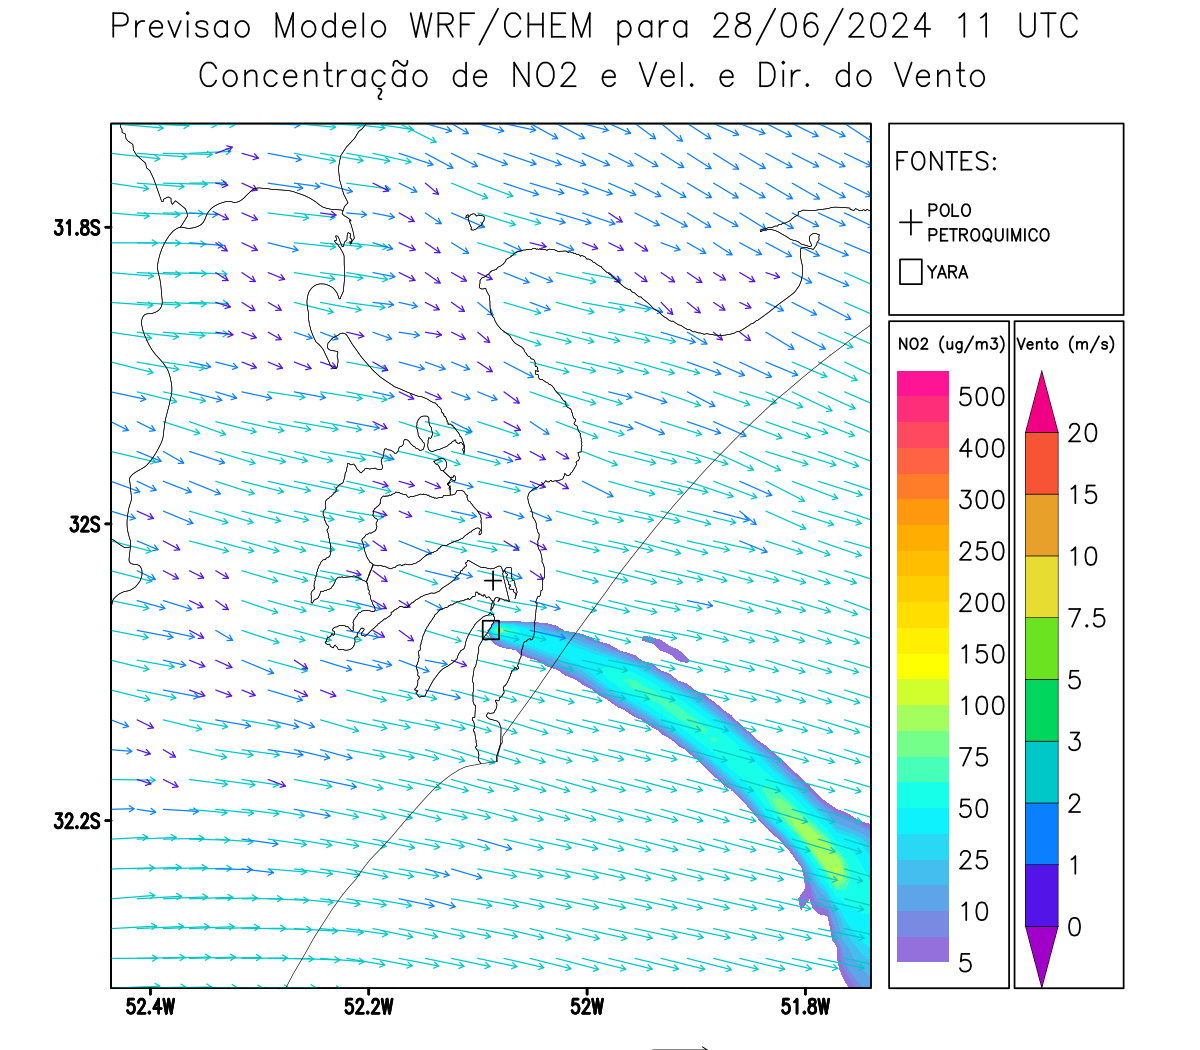 Previsao Modelo WRF/CHEM para 28/06/2024 11 UTC
Concentração de NO2 e Vel. e Dir. do Vento
FONTES:
POLO
PETROQUIMICO
YARA
31.8S
32S
32.2S
52.4W
52.2W
52W
51.8W
NO2 (ug/m3)
500
400
300
250
200
150
100
75
50
25
10
5
Vento (m/s)
20
15
10
7.5
5
3
2
1
0